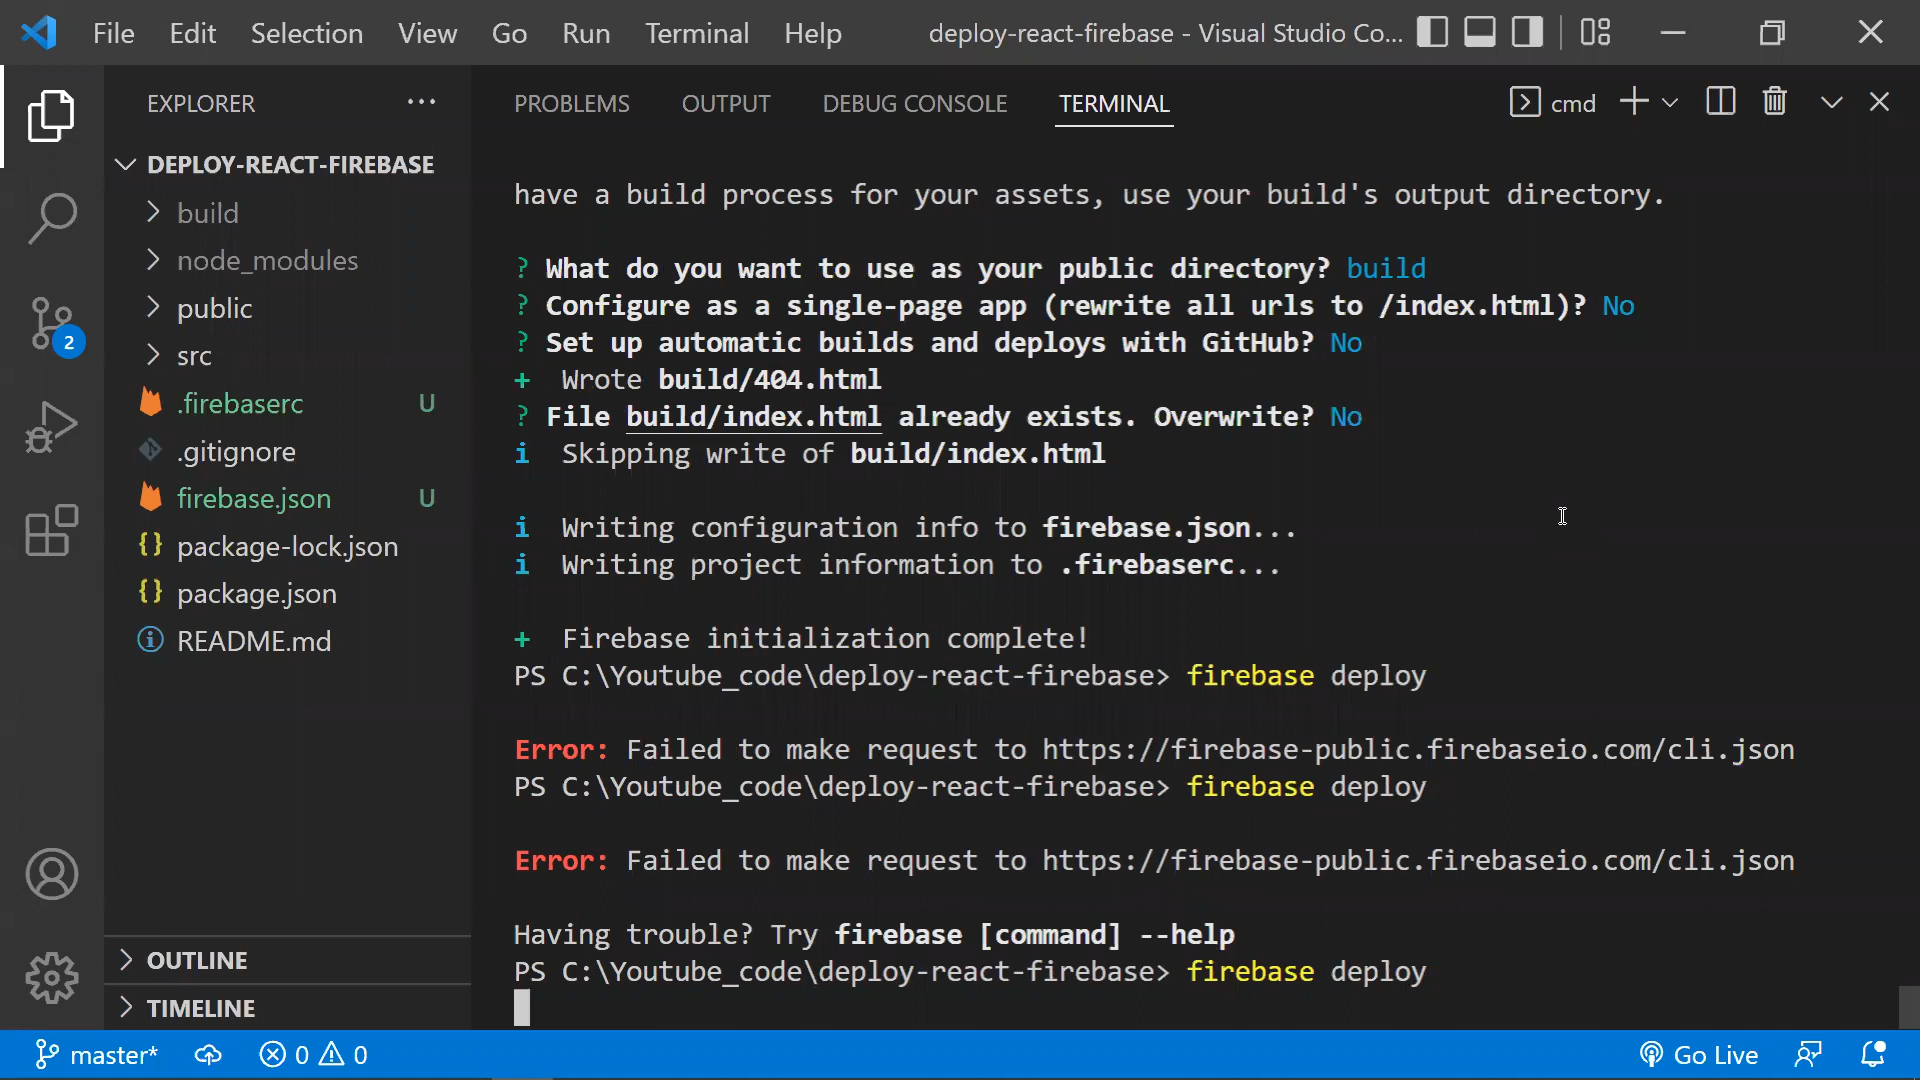 File Edit Selection View Go Run Terminal Help deploy-react-firebase - Visual Studio Co...
EXPLORER ...
DEPLOY-REACT-FIREBASE
build
node_modules
public
src
.firebaserc U
.gitignore
firebase.json U
package-lock.json
package.json
README.md
OUTLINE
TIMELINE
2
PROBLEMS OUTPUT DEBUG CONSOLE TERMINAL cmd
have a build process for your assets, use your build's output directory.
? What do you want to use as your public directory? build
? Configure as a single-page app (rewrite all urls to /index.html)? No
? Set up automatic builds and deploys with GitHub? No
+ Wrote build/404.html
? File build/index.html already exists. Overwrite? No
i Skipping write of build/index.html
i Writing configuration info to firebase.json...
i Writing project information to .firebaserc...
+ Firebase initialization complete!
PS C:\Youtube_code\deploy-react-firebase> firebase deploy
Error: Failed to make request to https://firebase-public.firebaseio.com/cli.json
PS C:\Youtube_code\deploy-react-firebase> firebase deploy
Error: Failed to make request to https://firebase-public.firebaseio.com/cli.json
Having trouble? Try firebase [command] --help
PS C:\Youtube_code\deploy-react-firebase> firebase deploy
master* 0 0 Go Live